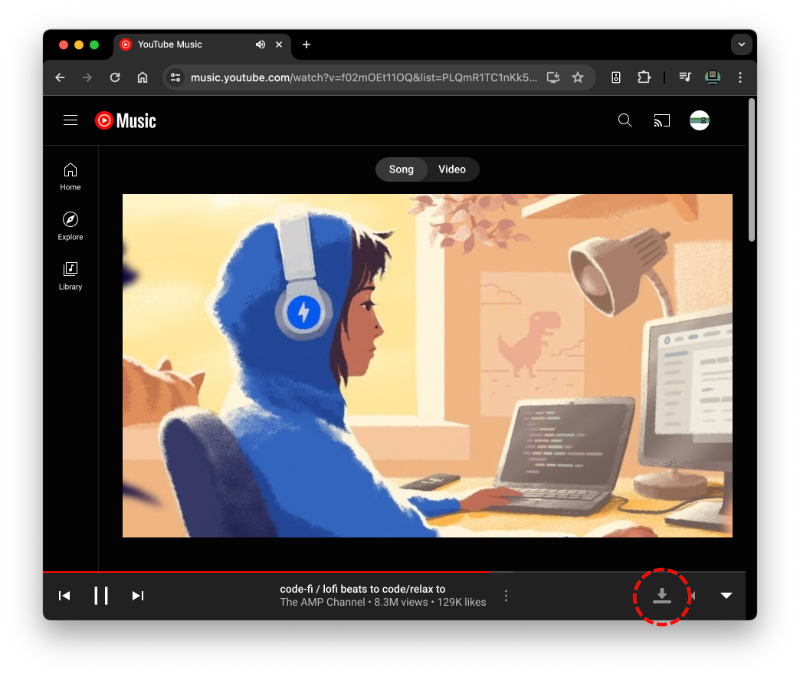 YouTube Music
music.youtube.com/watch?v=f02mOEt11OQ&list=PLQmR1TC1nKk5...
Music
Song Video
Home
Explore
Library
code-fi / lofi beats to code/relax to
The AMP Channel • 8.3M views • 129K likes